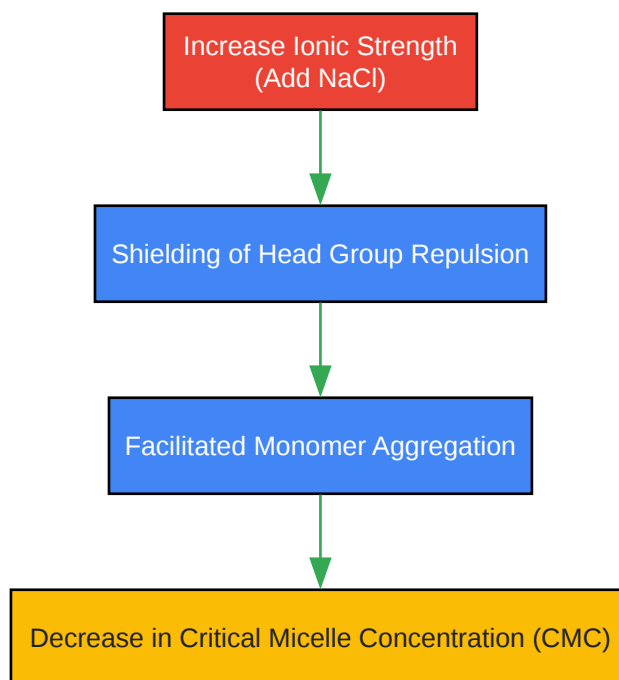 Increase Ionic Strength
(Add NaCl)
Shielding of Head Group Repulsion
Facilitated Monomer Aggregation
Decrease in Critical Micelle Concentration (CMC)